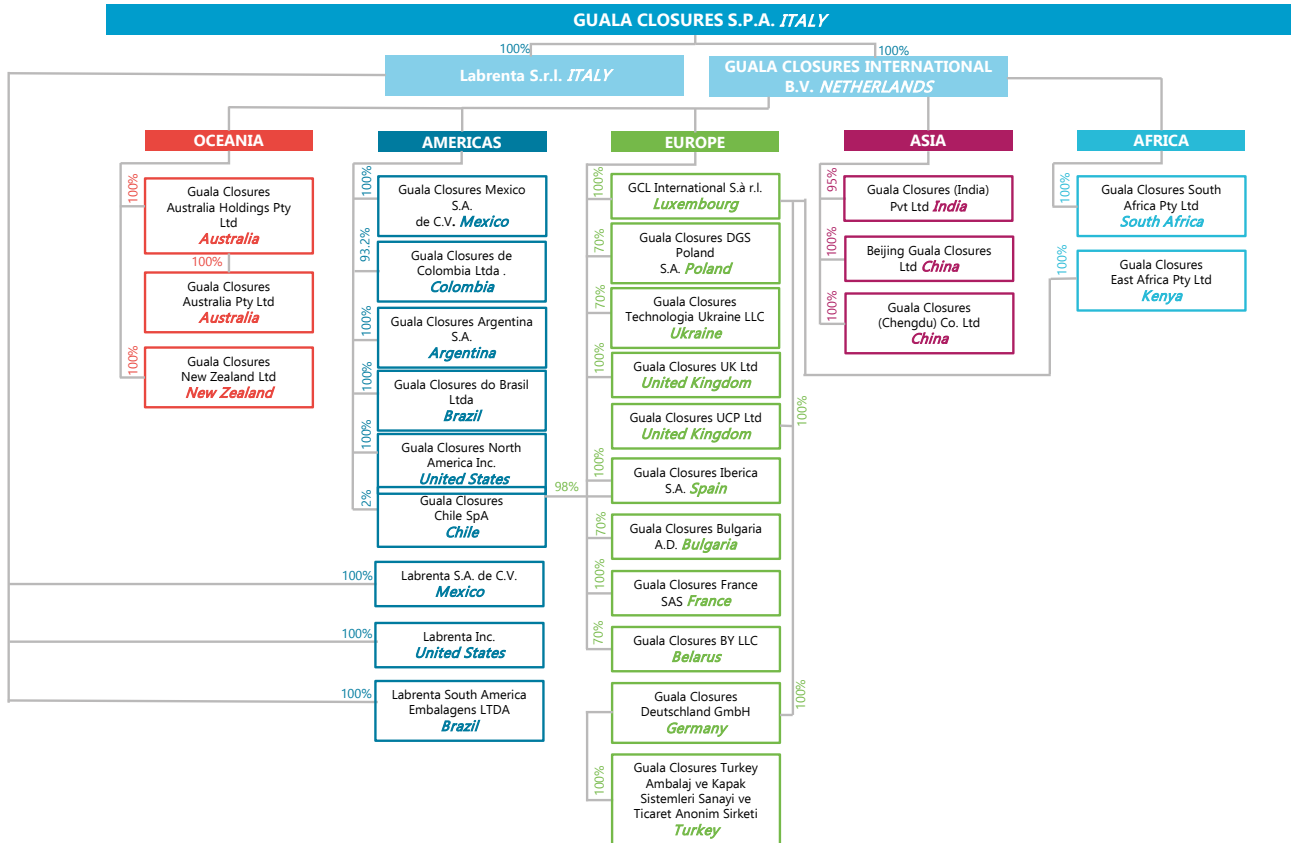 GUALA CLOSURES S.P.A. ITALY
100%
100%
Labrenta S.r.l. ITALY
GUALA CLOSURES INTERNATIONAL
B.V. NETHERLANDS
OCEANIA
AMERICAS
EUROPE
ASIA
AFRICA
100%
Guala Closures
Australia Holdings Pty
Ltd
Australia
100%
Guala Closures
Australia Pty Ltd
Australia
100%
Guala Closures
New Zealand Ltd
New Zealand
100%
Guala Closures Mexico
S.A.
de C.V. Mexico
93.2%
Guala Closures de
Colombia Ltda .
Colombia
100%
Guala Closures Argentina
S.A.
Argentina
100%
Guala Closures do Brasil
Ltda
Brazil
100%
Guala Closures North
America Inc.
United States
2%
Guala Closures
Chile SpA
Chile
98%
100%
Labrenta S.A. de C.V.
Mexico
100%
Labrenta Inc.
United States
100%
Labrenta South America
Embalagens LTDA
Brazil
100%
GCL International S.à r.l.
Luxembourg
70%
Guala Closures DGS
Poland
S.A. Poland
70%
Guala Closures
Technologia Ukraine LLC
Ukraine
100%
Guala Closures UK Ltd
United Kingdom
Guala Closures UCP Ltd
United Kingdom
100%
100%
Guala Closures Iberica
S.A. Spain
70%
Guala Closures Bulgaria
A.D. Bulgaria
100%
Guala Closures France
SAS France
70%
Guala Closures BY LLC
Belarus
Guala Closures
Deutschland GmbH
Germany
100%
100%
Guala Closures Turkey
Ambalaj ve Kapak
Sistemleri Sanayi ve
Ticaret Anonim Sirketi
Turkey
95%
Guala Closures (India)
Pvt Ltd India
100%
Beijing Guala Closures
Ltd China
100%
Guala Closures
(Chengdu) Co. Ltd
China
100%
Guala Closures South
Africa Pty Ltd
South Africa
100%
Guala Closures
East Africa Pty Ltd
Kenya